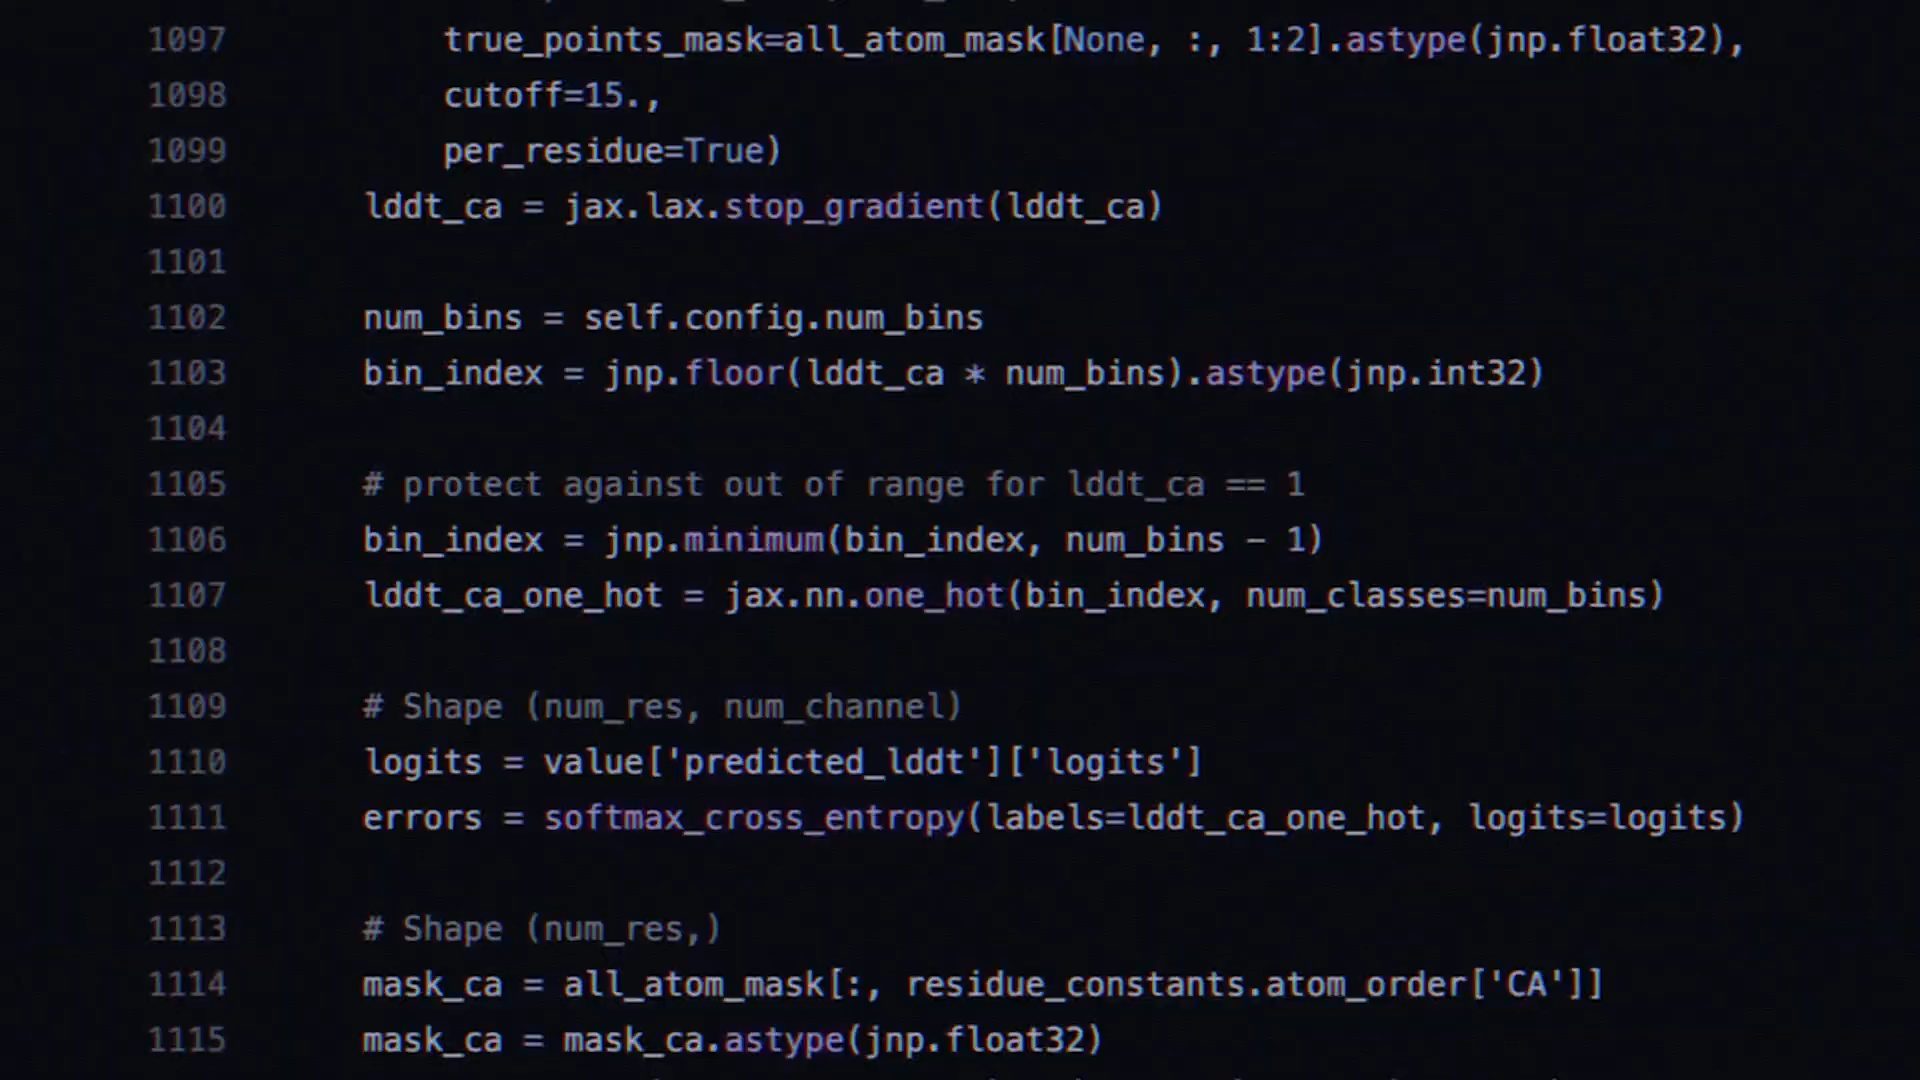 1097 true_points_mask=all_atom_mask[None, :, 1:2].astype(jnp.float32),
1098 cutoff=15.,
1099 per_residue=True)
1100 lddt_ca = jax.lax.stop_gradient(lddt_ca)
1101
1102 num_bins = self.config.num_bins
1103 bin_index = jnp.floor(lddt_ca * num_bins).astype(jnp.int32)
1104
1105 # protect against out of range for lddt_ca == 1
1106 bin_index = jnp.minimum(bin_index, num_bins - 1)
1107 lddt_ca_one_hot = jax.nn.one_hot(bin_index, num_classes=num_bins)
1108
1109 # Shape (num_res, num_channel)
1110 logits = value['predicted_lddt']['logits']
1111 errors = softmax_cross_entropy(labels=lddt_ca_one_hot, logits=logits)
1112
1113 # Shape (num_res,)
1114 mask_ca = all_atom_mask[:, residue_constants.atom_order['CA']]
1115 mask_ca = mask_ca.astype(jnp.float32)